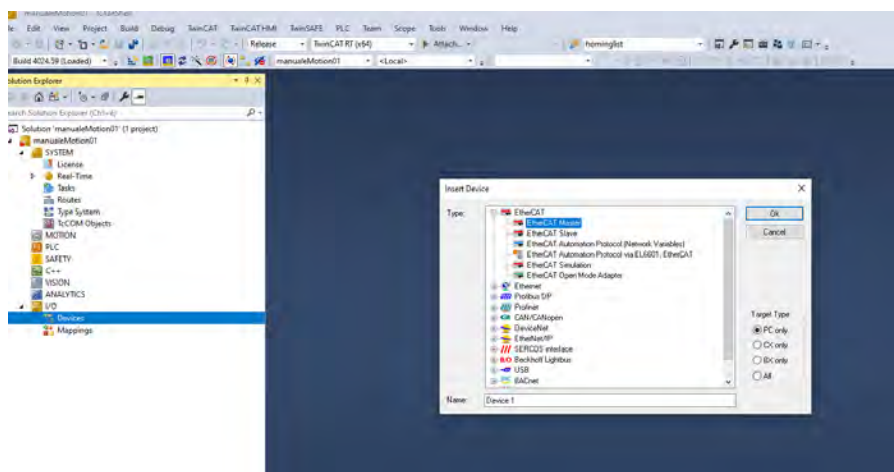 manualeMotion01 - TcXaeShell
le Edit View Project Build Debug TwinCAT TwinCAT HMI TwinSAFE PLC Team Scope Tools Window Help
Release TwinCAT RT (x64) Attach... hominglist
Build 4024.59 (Loaded) manualeMotion01 <Local>
olution Explorer
earch Solution Explorer (Ctrl+è)
Solution 'manualeMotion01' (1 project)
manualeMotion01
SYSTEM
License
Real-Time
Tasks
Routes
Type System
TcCOM Objects
MOTION
PLC
SAFETY
C++
VISION
ANALYTICS
I/O
Devices
Mappings
Insert Device
Type:
EtherCAT
EtherCAT Master
EtherCAT Slave
EtherCAT Automation Protocol (Network Variables)
EtherCAT Automation Protocol via EL6601, EtherCAT
EtherCAT Simulation
EtherCAT Open Mode Adapter
Ethernet
Profibus DP
Profinet
CAN/CANopen
DeviceNet
EtherNet/IP
SERCOS interface
Beckhoff Lightbus
USB
BACnet
Ok
Cancel
Target Type
PC only
CX only
BX only
All
Name: Device 1